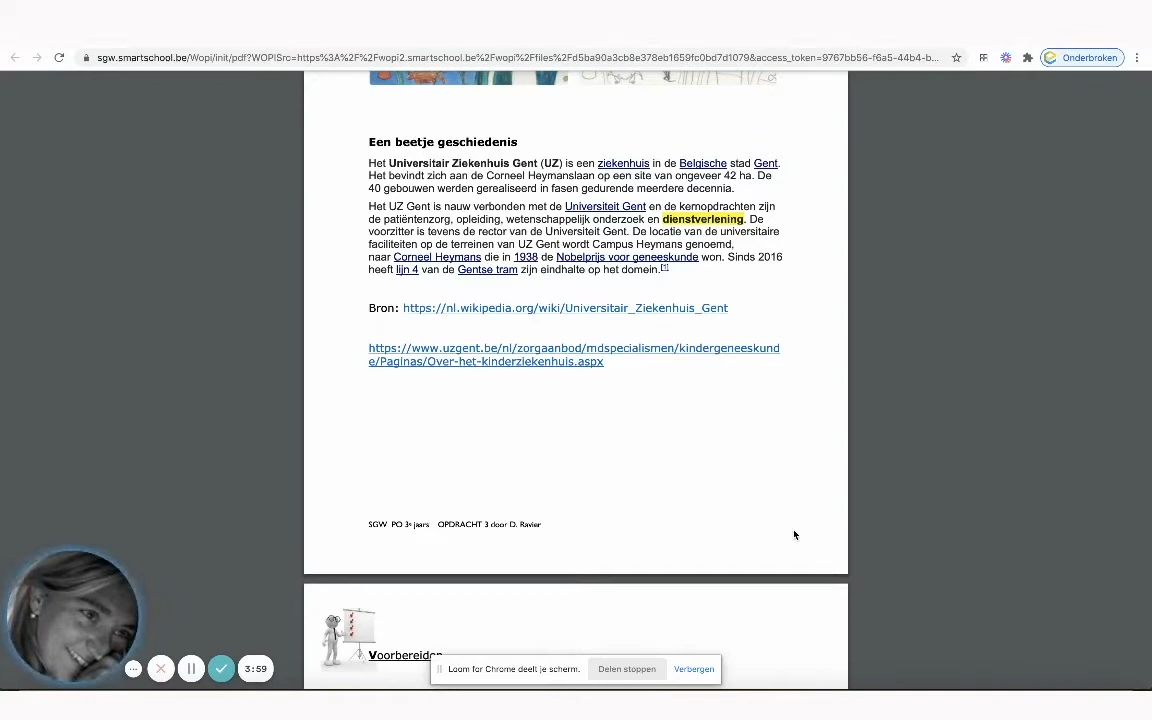 sgw.smartschool.be/Wopi/init/pdf?WOPISrc=https%3A%2F%2Fwopi2.smartschool.be%2Fwopi%2Ffiles%2Fd5ba90a3cb8e378eb1659fc0bd7d1079&access_token=9767bb56-f6a5-44b4-b...
Onderbroken
Een beetje geschiedenis
Het Universitair Ziekenhuis Gent (UZ) is een ziekenhuis in de Belgische stad Gent.
Het bevindt zich aan de Corneel Heymanslaan op een site van ongeveer 42 ha. De
40 gebouwen werden gerealiseerd in fasen gedurende meerdere decennia.
Het UZ Gent is nauw verbonden met de Universiteit Gent en de kernopdrachten zijn
de patiëntenzorg, opleiding, wetenschappelijk onderzoek en dienstverlening. De
voorzitter is tevens de rector van de Universiteit Gent. De locatie van de universitaire
faciliteiten op de terreinen van UZ Gent wordt Campus Heymans genoemd,
naar Corneel Heymans die in 1938 de Nobelprijs voor geneeskunde won. Sinds 2016
heeft lijn 4 van de Gentse tram zijn eindhalte op het domein.[1]
Bron: https://nl.wikipedia.org/wiki/Universitair_Ziekenhuis_Gent
https://www.uzgent.be/nl/zorgaanbod/mdspecialismen/kindergeneeskund
e/Paginas/Over-het-kinderziekenhuis.aspx
SGW PO 3e jaars OPDRACHT 3 door D. Ravier
Voorbereiden
Loom for Chrome deelt je scherm. Delen stoppen Verbergen
3:59